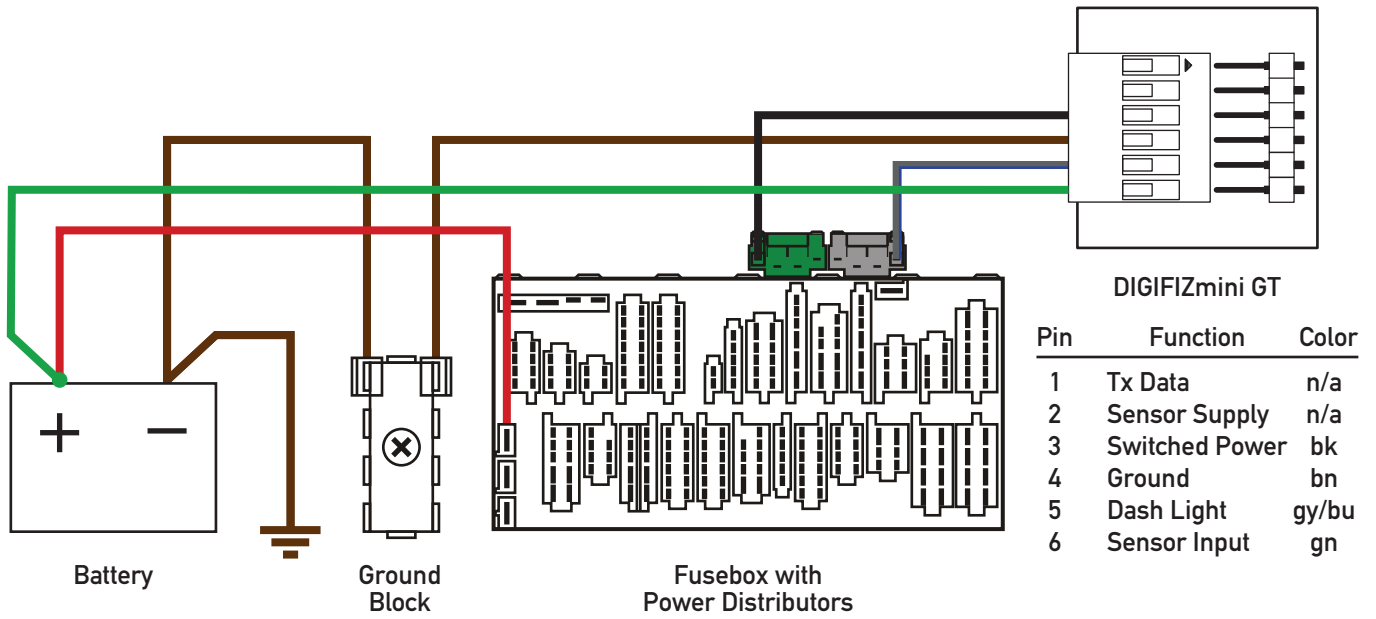 DIGIFIZmini GT
Pin Function Color
1 Tx Data n/a
2 Sensor Supply n/a
3 Switched Power bk
4 Ground bn
5 Dash Light gy/bu
6 Sensor Input gn
+ −
Battery
Ground
Block
Fusebox with
Power Distributors